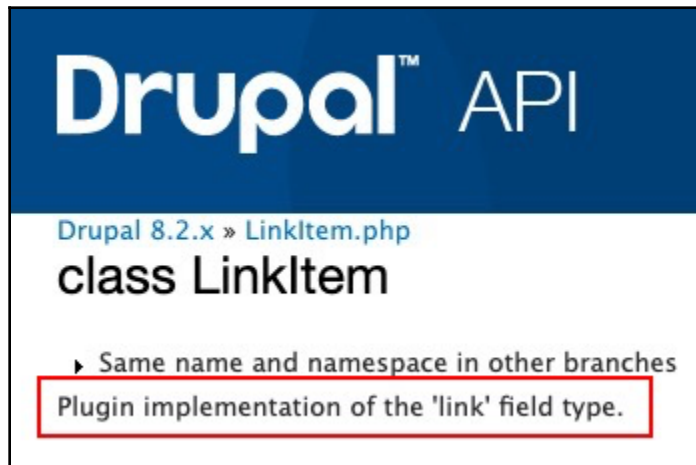 Drupal™ API
Drupal 8.2.x » LinkItem.php
class LinkItem
Same name and namespace in other branches
Plugin implementation of the 'link' field type.